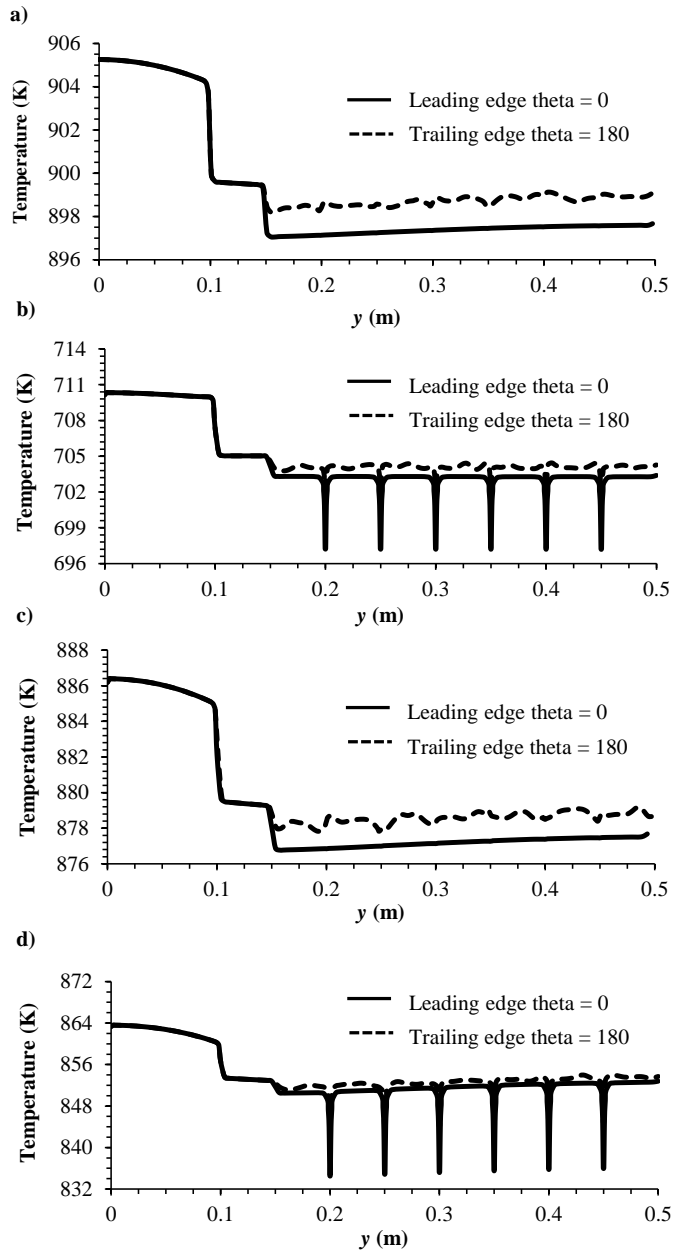 a)
Temperature (K)
906
904
902
900
898
896
Leading edge theta = 0
Trailing edge theta = 180
0 0.1 0.2 0.3 0.4 0.5
y (m)
b)
Temperature (K)
714
711
708
705
702
699
696
Leading edge theta = 0
Trailing edge theta = 180
0 0.1 0.2 0.3 0.4 0.5
y (m)
c)
Temperature (K)
888
886
884
882
880
878
876
Leading edge theta = 0
Trailing edge theta = 180
0 0.1 0.2 0.3 0.4 0.5
y (m)
d)
Temperature (K)
872
864
856
848
840
832
Leading edge theta = 0
Trailing edge theta = 180
0 0.1 0.2 0.3 0.4 0.5
y (m)